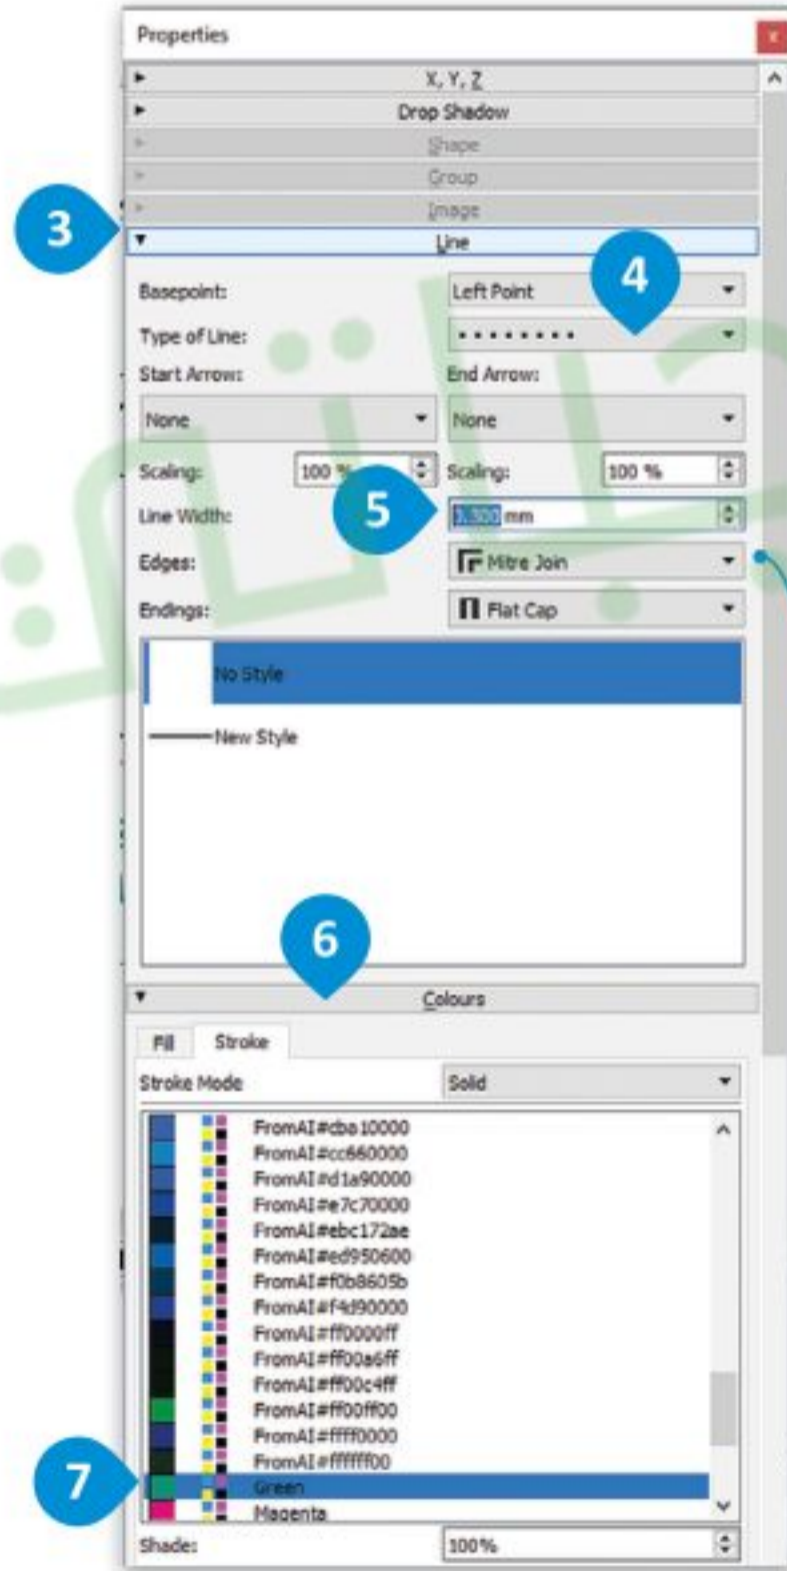 Properties
x
X, Y, Z
Drop Shadow
Shape
Group
Image
3
Line
4
Basepoint: Left Point
Type of Line:
Start Arrow: End Arrow:
None None
Scaling: 100 % Scaling: 100 %
5
Line Width: mm
Edges: Mitre Join
Endings: Flat Cap
No Style
New Style
6
Colours
Fill Stroke
Stroke Mode Solid
FromAI#cba10000
FromAI#cc660000
FromAI#d1a90000
FromAI#e7c70000
FromAI#ebc172ae
FromAI#ed950600
FromAI#f0b8605b
FromAI#f4d90000
FromAI#ff0000ff
FromAI#ff00a6ff
FromAI#ff00c4ff
FromAI#ff00ff00
FromAI#ffff0000
FromAI#ffffff00
7
Green
Magenta
Shade: 100%